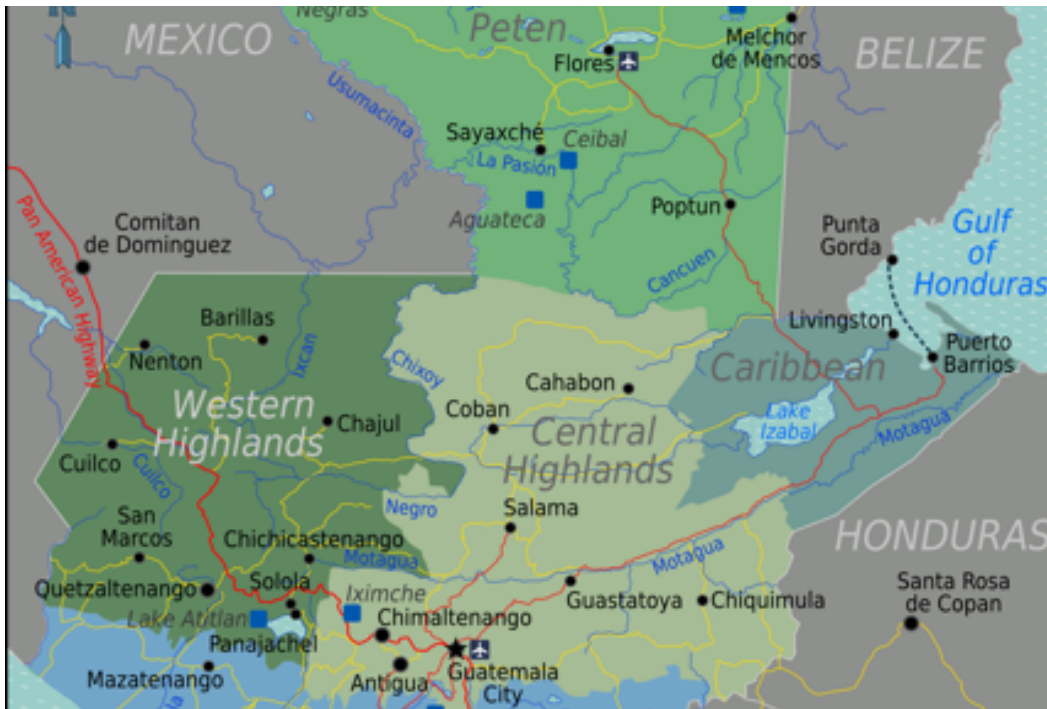 Negras
Peten
MEXICO
Melchor
de Mencos
BELIZE
Flores
Usumacinta
Sayaxché
Ceibal
La Pasión
Aguateca
Poptun
Pan American Highway
Comitan
de Dominguez
Punta
Gorda
Gulf
of
Honduras
Cancuen
Barillas
Livingston
Nenton
Ixcan
Chixoy
Puerto
Barrios
Caribbean
Cahabon
Western
Highlands
Chajul
Coban
Central
Highlands
Lake
Izabal
Motagua
Cuilco
Cuilco
Negro
Salama
San
Marcos
Chichicastenango
Motagua
Motagua
HONDURAS
Quetzaltenango
Sololá
Iximche
Guastatoya
Chiquimula
Santa Rosa
de Copan
Lake Atitlan
Chimaltenango
Panajachel
Mazatenango
Antigua
Guatemala
City